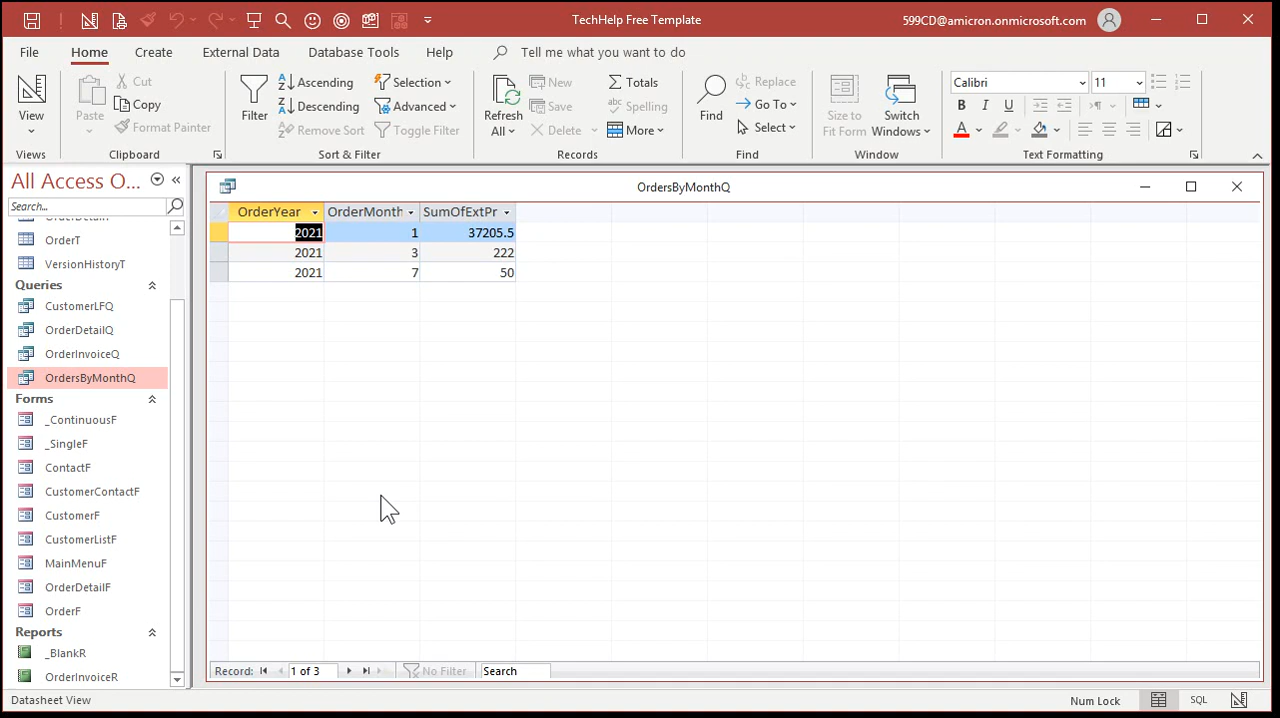 TechHelp Free Template
599CD@amicron.onmicrosoft.com
File Home Create External Data Database Tools Help Tell me what you want to do
View
Views
Paste
Cut
Copy
Format Painter
Clipboard
Filter
Ascending
Descending
Remove Sort
Selection
Advanced
Toggle Filter
Sort & Filter
Refresh
All
New
Save
Delete
Totals
Spelling
More
Records
Find
Replace
Go To
Select
Find
Size to
Fit Form
Switch
Windows
Window
Calibri 11
B I U
A
Text Formatting
All Access O...
Search...
OrderT
VersionHistoryT
Queries
CustomerLFQ
OrderDetailQ
OrderInvoiceQ
OrdersByMonthQ
Forms
_ContinuousF
_SingleF
ContactF
CustomerContactF
CustomerF
CustomerListF
MainMenuF
OrderDetailF
OrderF
Reports
_BlankR
OrderInvoiceR
OrdersByMonthQ
OrderYear OrderMonth SumOfExtPr
2021 1 37205.5
2021 3 222
2021 7 50
Record: 1 of 3 No Filter Search
Datasheet View
Num Lock SQL